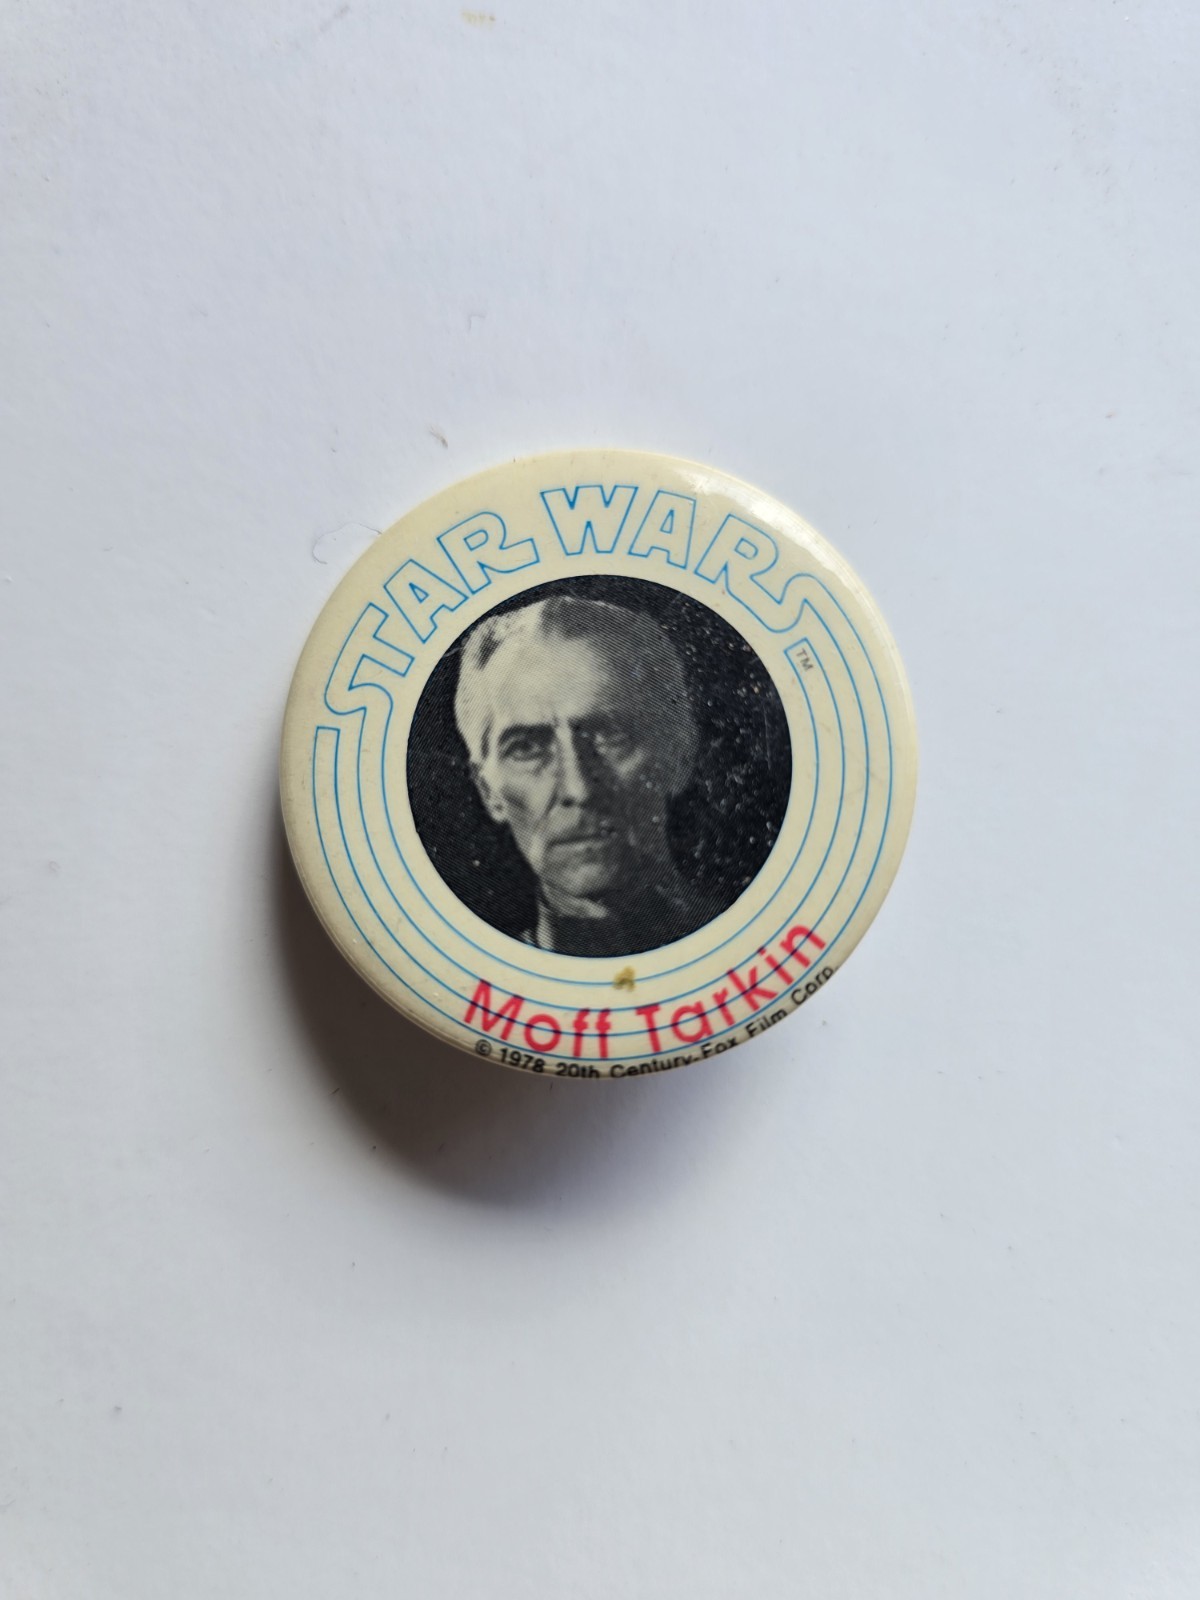 STAR WARS
TM
Moff Tarkin
© 1978 20th Century-Fox Film Corp.